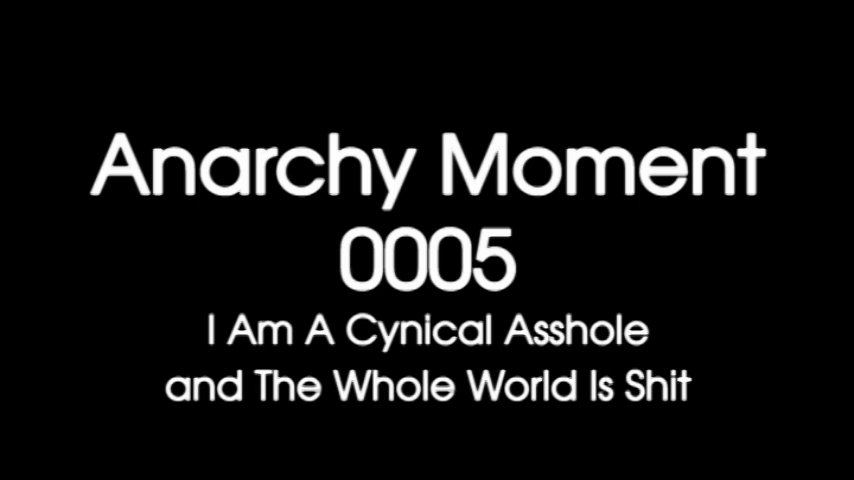 Anarchy Moment
0005
I Am A Cynical Asshole
and The Whole World Is Shit